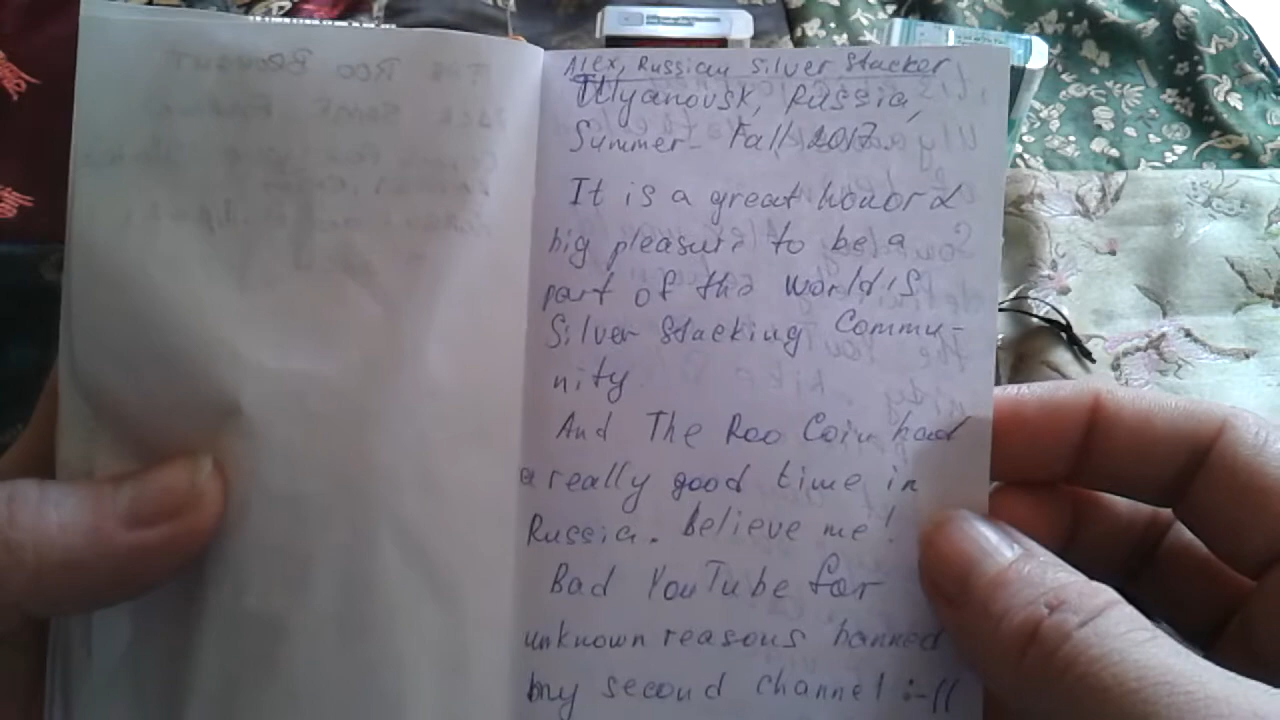 Alex, Russian Silver Stacker
Ulyanovsk, Russia,
Summer - Fall 2017.
It is a great honor &
big pleasure to be a
part of the world's
Silver Stacking Commu-
nity
And The Roo Coin had
a really good time in
Russia. Believe me!
Bad YouTube for
unknown reasons banned
my second channel :-((